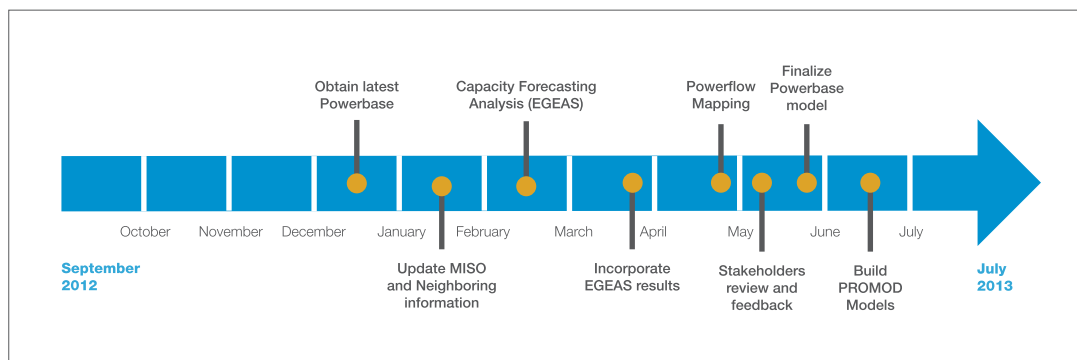 Obtain latest
Powerbase
Capacity Forecasting
Analysis (EGEAS)
Powerflow
Mapping
Finalize
Powerbase
model
October
November
December
January
February
March
April
May
June
July
September
2012
Update MISO
and Neighboring
information
Incorporate
EGEAS results
Stakeholders
review and
feedback
Build
PROMOD
Models
July
2013